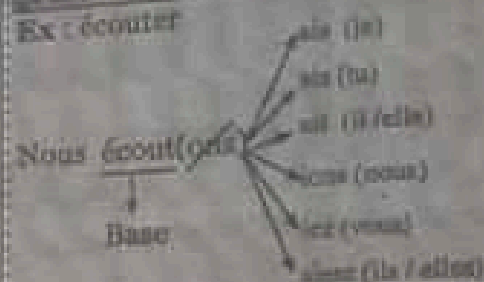 Ex : écouter
ais (je)
ais (tu)
ait (il/elle)
Nous écout(ons)
ions (nous)
Base
iez (vous)
aient (ils / elles)